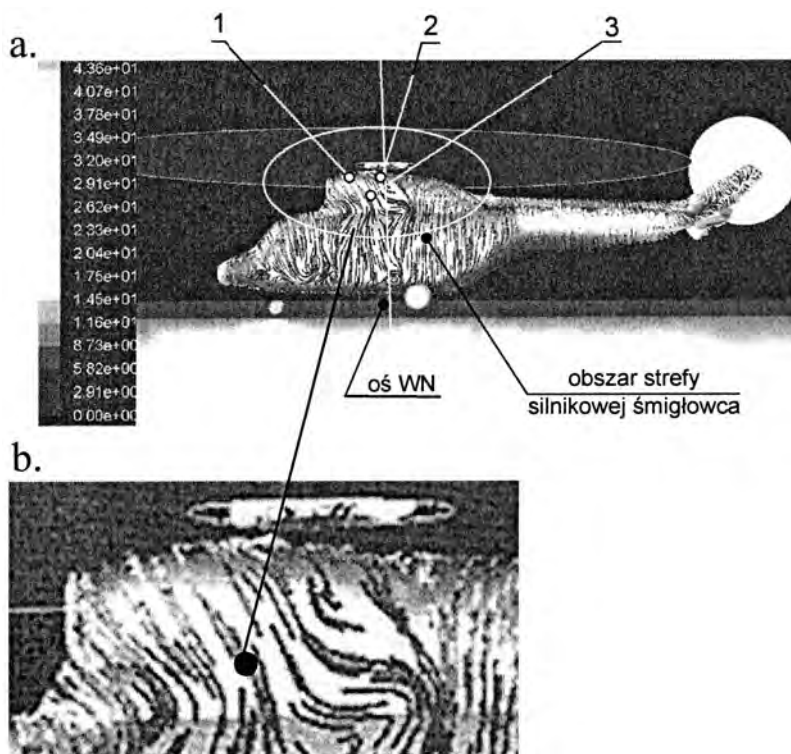 1
2
3
a.
4.36e+01
4.07e+01
3.78e+01
3.49e+01
3.20e+01
2.91e+01
2.62e+01
2.33e+01
2.04e+01
1.75e+01
1.45e+01
1.16e+01
8.73e+00
5.82e+00
2.91e+00
0.00e+00
oś WN
obszar strefy
silnikowej śmigłowca
b.